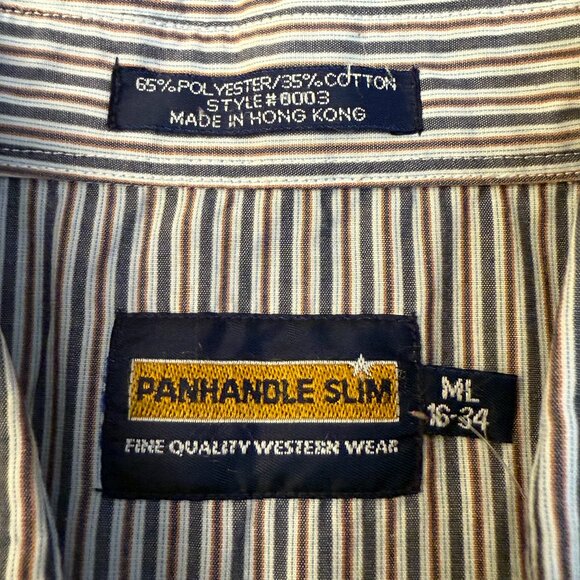 65% POLYESTER/35% COTTON
STYLE# 8003
MADE IN HONG KONG
PANHANDLE SLIM
FINE QUALITY WESTERN WEAR
ML
16-34